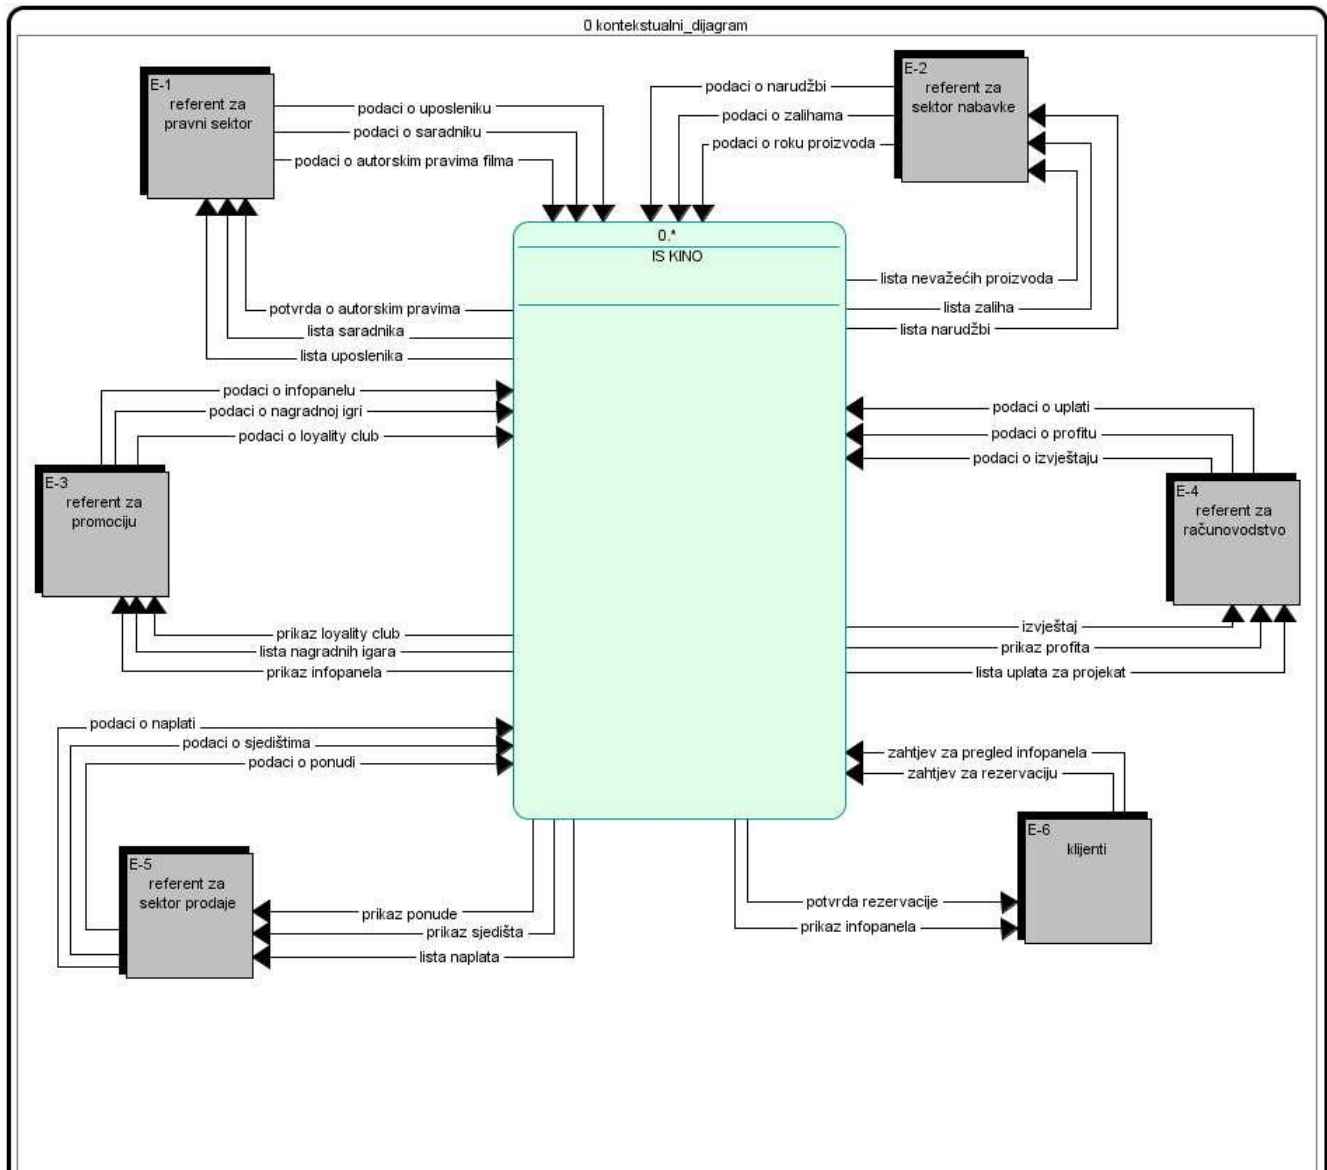 0 kontekstualni_dijagram
E-1
referent za
pravni sektor
podaci o uposleniku
podaci o saradniku
podaci o autorskim pravima filma
podaci o narudžbi
podaci o zalihama
podaci o roku proizvoda
E-2
referent za
sektor nabavke
0.*
IS KINO
potvrda o autorskim pravima
lista saradnika
lista uposlenika
lista nevažećih proizvoda
lista zaliha
lista narudžbi
podaci o infopanelu
podaci o nagradnoj igri
podaci o loyality club
E-3
referent za
promociju
podaci o uplati
podaci o profitu
podaci o izvještaju
E-4
referent za
računovodstvo
prikaz loyality club
lista nagradnih igara
prikaz infopanela
izvještaj
prikaz profita
lista uplata za projekat
podaci o naplati
podaci o sjedištima
podaci o ponudi
zahtjev za pregled infopanela
zahtjev za rezervaciju
E-5
referent za
sektor prodaje
prikaz ponude
prikaz sjedišta
lista naplata
E-6
klijenti
potvrda rezervacije
prikaz infopanela